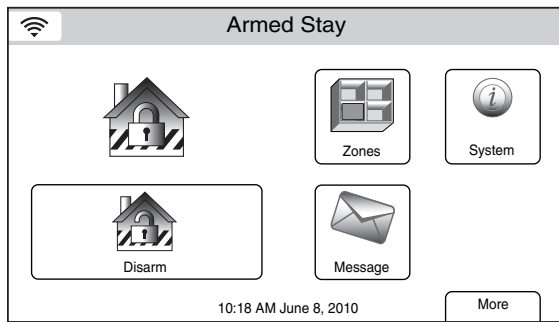 Armed Stay
Zones
System
Disarm
Message
10:18 AM June 8, 2010
More